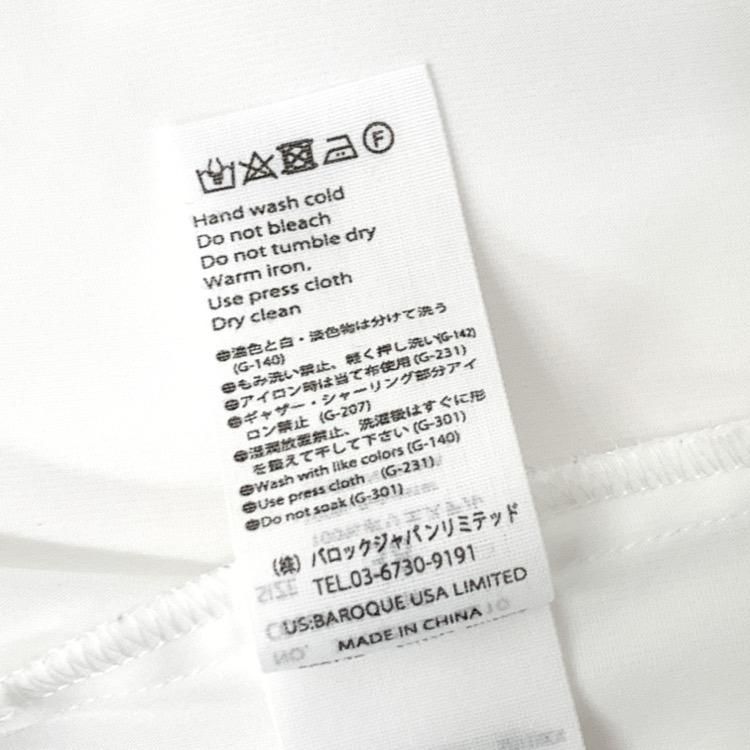 F
Hand wash cold
Do not bleach
Do not tumble dry
Warm iron,
Use press cloth
Dry clean
●濃色と白・淡色物は分けて洗う
(G-140)
●もみ洗い禁止、軽く押し洗い(G-142)
●アイロン時は当て布使用(G-231)
●ギャザー・シャーリング部分アイ
ロン禁止 (G-207)
●湿潤放置禁止、洗濯後はすぐに形
を整えて干して下さい(G-301)
●Wash with like colors (G-140)
●Use press cloth (G-231)
●Do not soak (G-301)
(株) バロックジャパンリミテッド
TEL.03-6730-9191
US:BAROQUE USA LIMITED
MADE IN CHINA